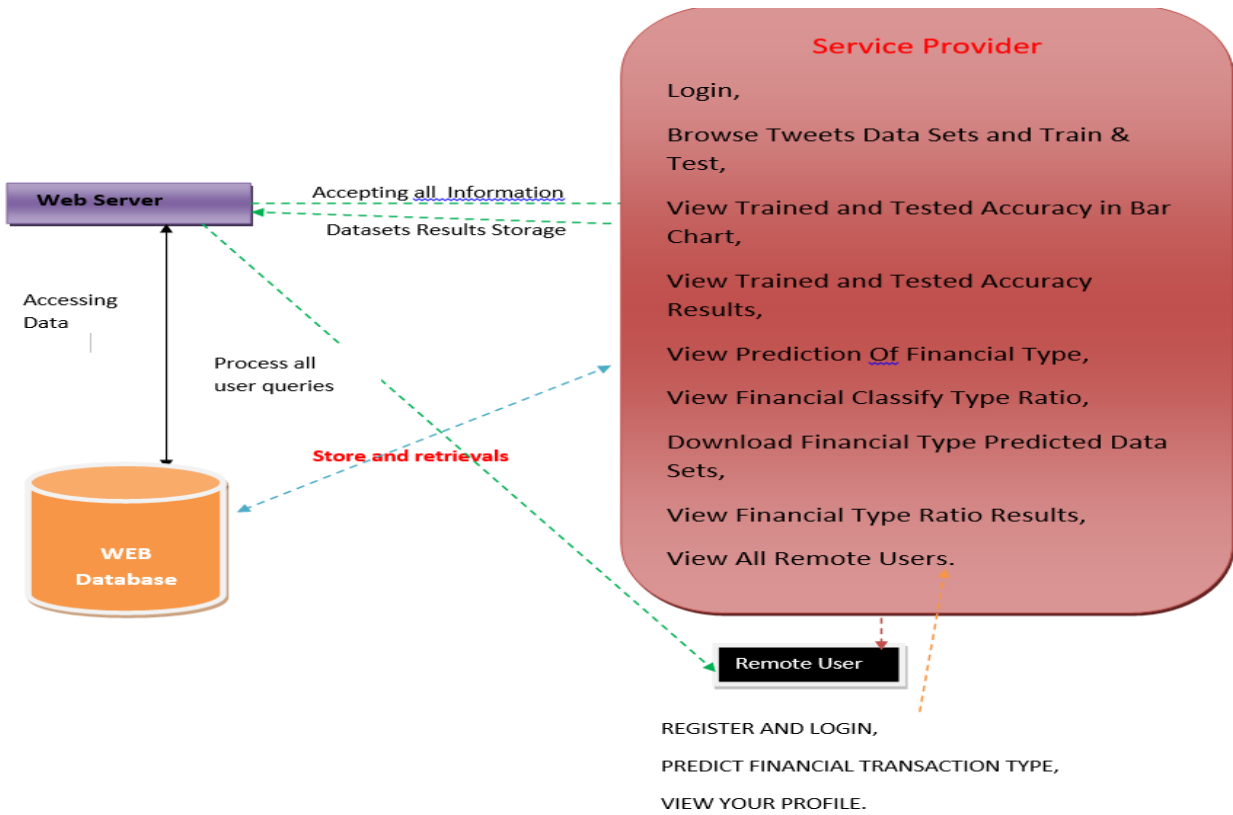 Service Provider
Login,
Browse Tweets Data Sets and Train &
Test,
View Trained and Tested Accuracy in Bar
Chart,
View Trained and Tested Accuracy
Results,
View Prediction Of Financial Type,
View Financial Classify Type Ratio,
Download Financial Type Predicted Data
Sets,
View Financial Type Ratio Results,
View All Remote Users.
Web Server
Accepting all Information
Datasets Results Storage
Accessing
Data
Process all
user queries
Store and retrievals
WEB
Database
Remote User
REGISTER AND LOGIN,
PREDICT FINANCIAL TRANSACTION TYPE,
VIEW YOUR PROFILE.